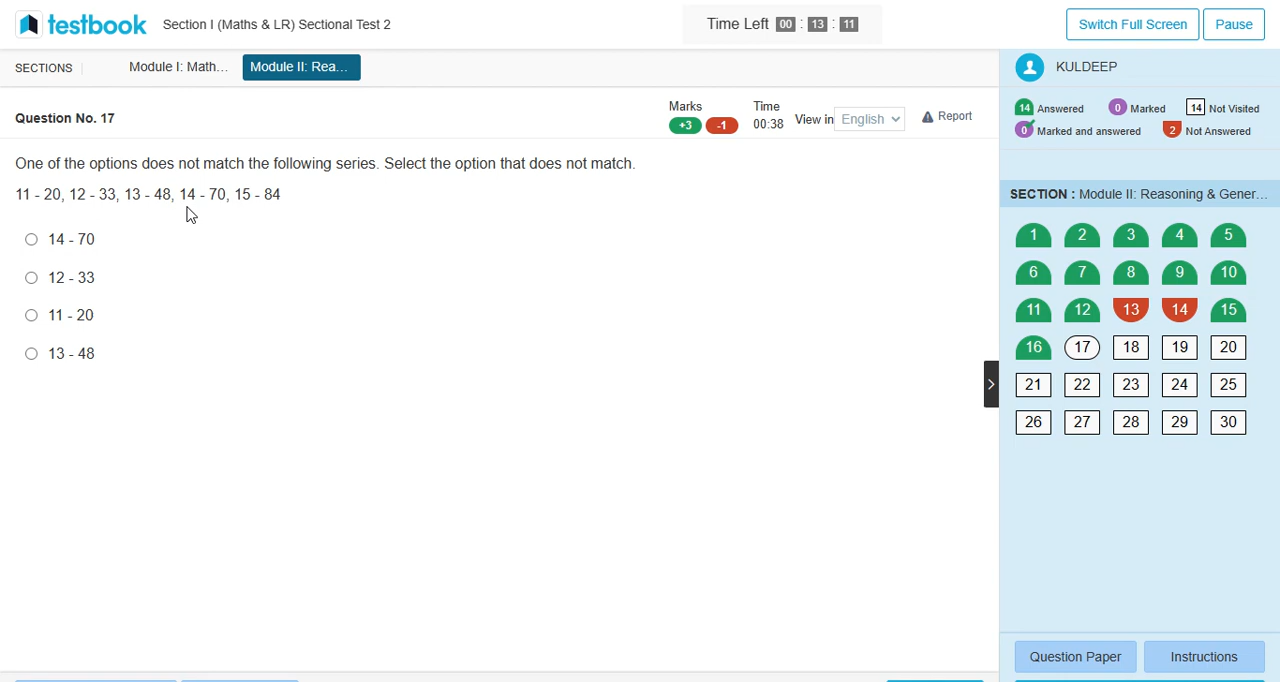 testbook Section I (Maths & LR) Sectional Test 2 Time Left 00 : 13 : 11 Switch Full Screen Pause
SECTIONS Module I: Math... Module II: Rea... KULDEEP
Question No. 17 Marks +3 -1 Time 00:38 View in English Report
14 Answered 0 Marked 14 Not Visited
0 Marked and answered 2 Not Answered
One of the options does not match the following series. Select the option that does not match.
11 - 20, 12 - 33, 13 - 48, 14 - 70, 15 - 84
14 - 70
12 - 33
11 - 20
13 - 48
SECTION : Module II: Reasoning & Gener...
1 2 3 4 5
6 7 8 9 10
11 12 13 14 15
16 17 18 19 20
21 22 23 24 25
26 27 28 29 30
Question Paper Instructions